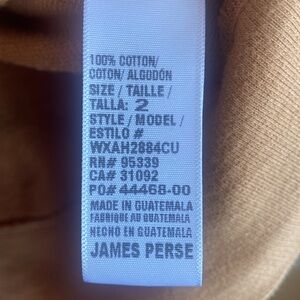 100% COTTON/
COTON/ ALGODÓN
SIZE / TAILLE /
TALLA: 2
STYLE / MODEL /
ESTILO #
WXAH2884CU
RN# 95339
CA# 31092
PO# 44468-00
MADE IN GUATEMALA
FABRIQUE AU GUATEMALA
HECHO EN GUATEMALA
JAMES PERSE